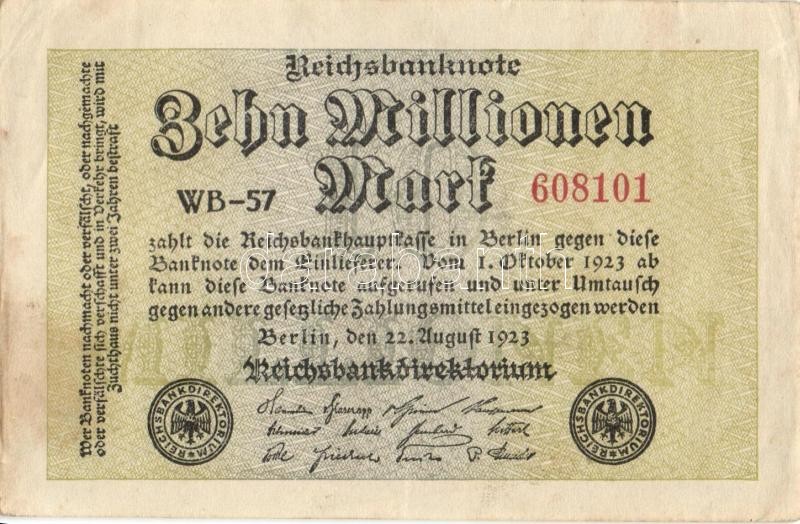 Reichsbanknote
Zehn Millionen
Mark
WB-57
608101
zahlt die Reichsbankhauptkasse in Berlin gegen diese
Banknote dem Einlieferer. Vom 1. Oktober 1923 ab
kann diese Banknote aufgerufen und unter Umtausch
gegen andere gesetzliche Zahlungsmittel eingezogen werden
Berlin, den 22. August 1923
Reichsbankdirektorium
REICHSBANKDIREKTORIUM
REICHSBANKDIREKTORIUM
Wer Banknoten nachmacht oder verfälscht, oder nachgemachte
oder verfälschte sich verschafft und in Verkehr bringt, wird mit
Zuchthaus nicht unter zwei Jahren bestraft